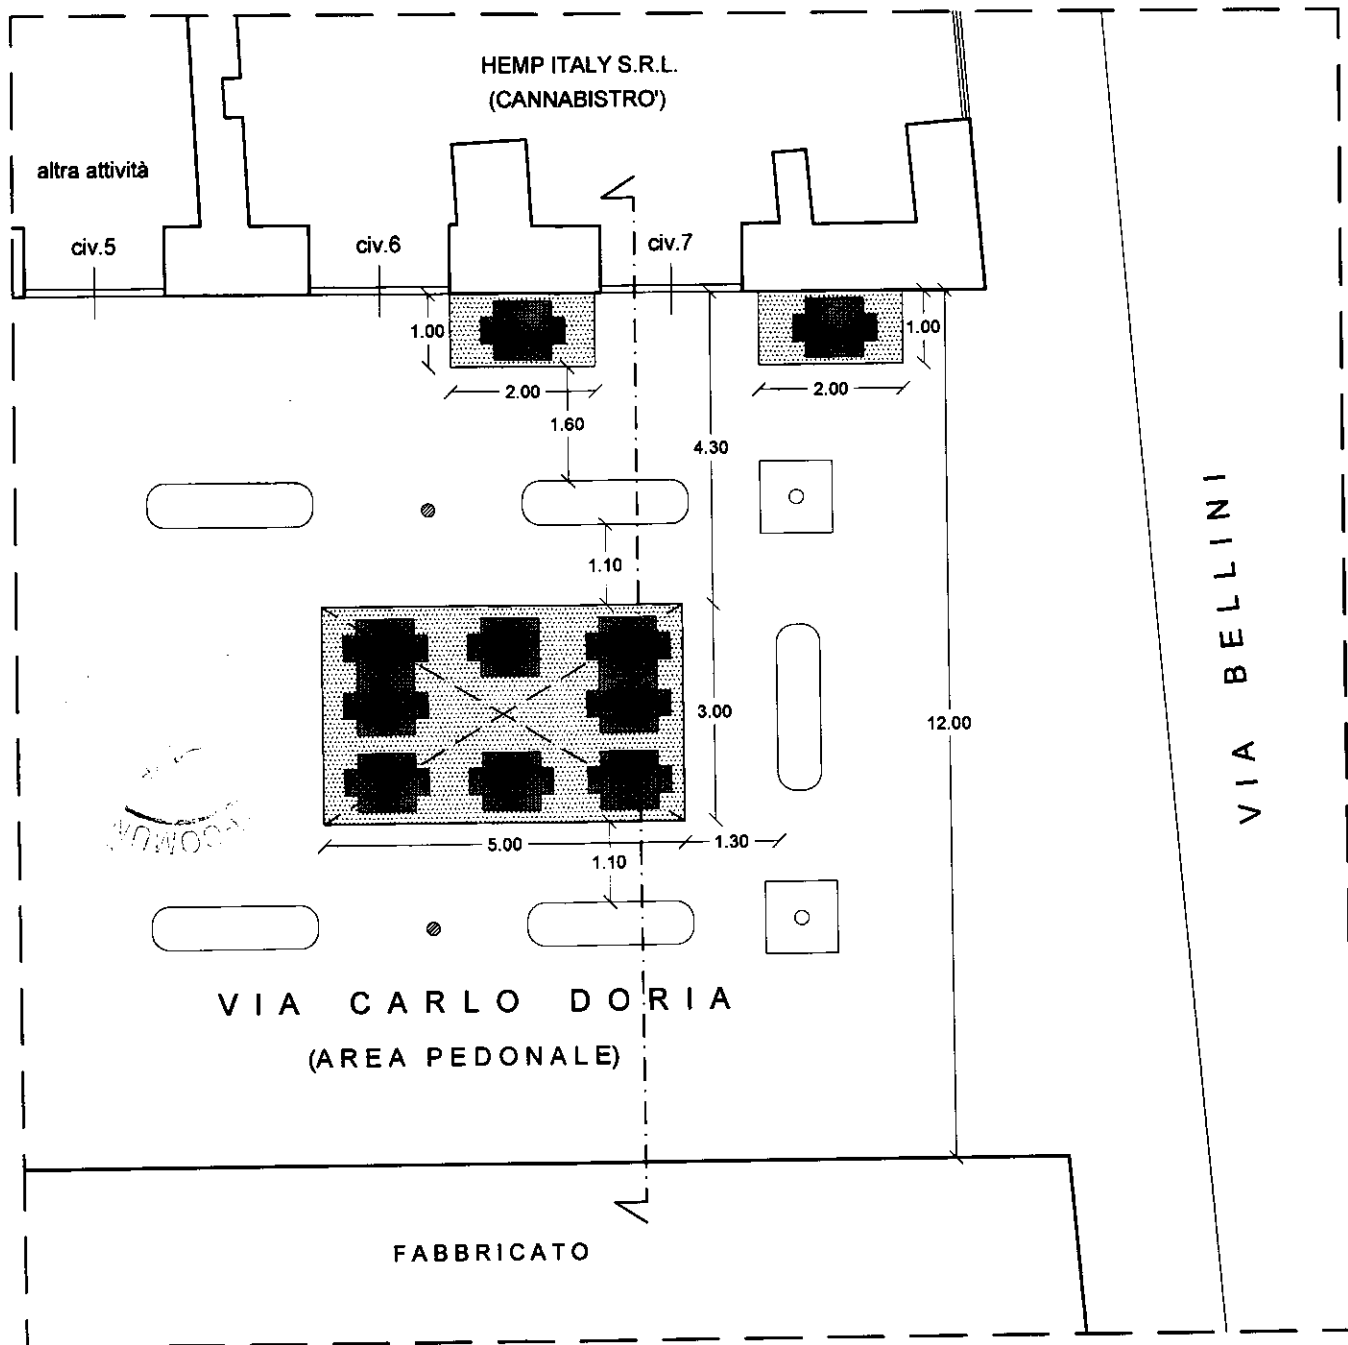 HEMP ITALY S.R.L.
(CANNABISTRO')
altra attività
civ.5
civ.6
civ.7
1.00
1.00
2.00
2.00
1.60
4.30
1.10
3.00
12.00
5.00
1.30
1.10
VIA BELLINI
VIA CARLO DORIA
(AREA PEDONALE)
FABBRICATO